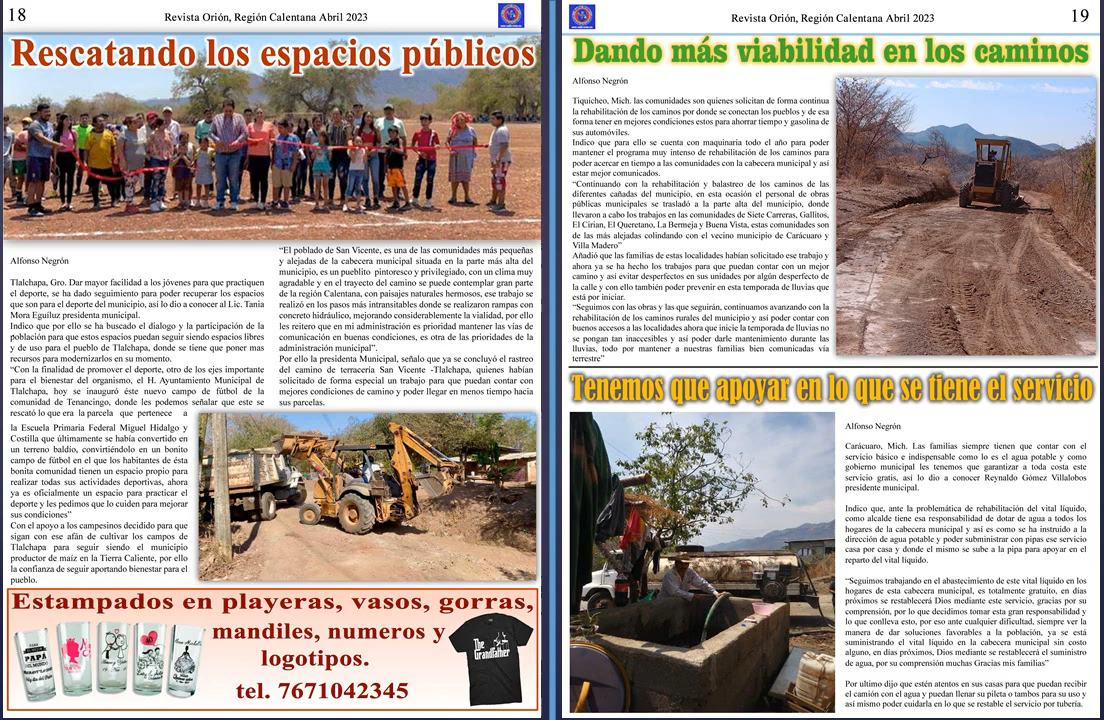 18
Revista Orión, Región Calentana Abril 2023
Rescatando los espacios públicos
Alfonso Negrón
Tlalchapa, Gro. Dar mayor facilidad a los jóvenes para que practiquen
el deporte, se ha dado seguimiento para poder recuperar los espacios
que son para el deporte del municipio, así lo dio a conocer al Lic. Tania
Mora Eguiluz presidenta municipal.
Indico que por ello se ha buscado el dialogo y la participación de la
población para que estos espacios puedan seguir siendo espacios libres
y de uso para el pueblo de Tlalchapa, donde se tiene que poner mas
recursos para modernizarlos en su momento.
“Con la finalidad de promover el deporte, otro de los ejes importante
para el bienestar del organismo, el H. Ayuntamiento Municipal de
Tlalchapa, hoy se inauguró éste nuevo campo de fútbol de la
comunidad de Tenancingo, donde les podemos señalar que este se
rescató lo que era la parcela que pertenece a
la Escuela Primaria Federal Miguel Hidalgo y
Costilla que últimamente se había convertido en
un terreno baldío, convirtiéndolo en un bonito
campo de fútbol en el que los habitantes de ésta
bonita comunidad tienen un espacio propio para
realizar todas sus actividades deportivas, ahora
ya es oficialmente un espacio para practicar el
deporte y les pedimos que lo cuiden para mejorar
sus condiciones”
Con el apoyo a los campesinos decidido para que
sigan con ese afán de cultivar los campos de
Tlalchapa para seguir siendo el municipio
productor de maíz en la Tierra Caliente, por ello
la confianza de seguir aportando bienestar para el
pueblo.
“El poblado de San Vicente, es una de las comunidades más pequeñas
y alejadas de la cabecera municipal situada en la parte más alta del
municipio, es un pueblito pintoresco y privilegiado, con un clima muy
agradable y en el trayecto del camino se puede contemplar gran parte
de la región Calentana, con paisajes naturales hermosos, ese trabajo se
realizó en los pasos más intransitables donde se realizaron rampas con
concreto hidráulico, mejorando considerablemente la vialidad, por ello
les reitero que en mi administración es prioridad mantener las vías de
comunicación en buenas condiciones, es otra de las prioridades de la
administración municipal”.
Por ello la presidenta Municipal, señalo que ya se concluyó el rastreo
del camino de terracería San Vicente -Tlalchapa, quienes habían
solicitado de forma especial un trabajo para que puedan contar con
mejores condiciones de camino y poder llegar en menos tiempo hacia
sus parcelas.
Estampados en playeras, vasos, gorras,
mandiles, numeros y
logotipos.
tel. 7671042345
PAPÁ
The
Grandfather
Revista Orión, Región Calentana Abril 2023
19
Dando más viabilidad en los caminos
Alfonso Negrón
Tiquicheo, Mich. las comunidades son quienes solicitan de forma continua
la rehabilitación de los caminos por donde se conectan los pueblos y de esa
forma tener en mejores condiciones estos para ahorrar tiempo y gasolina de
sus automóviles.
Indico que para ello se cuenta con maquinaria todo el año para poder
mantener el programa muy intenso de rehabilitación de los caminos para
poder acercar en tiempo a las comunidades con la cabecera municipal y así
estar mejor comunicados.
“Continuando con la rehabilitación y balastreo de los caminos de las
diferentes cañadas del municipio, en esta ocasión el personal de obras
públicas municipales se trasladó a la parte alta del municipio, donde
llevaron a cabo los trabajos en las comunidades de Siete Carreras, Gallitos,
El Cirian, El Queretano, La Bermeja y Buena Vista, estas comunidades son
de las más alejadas colindando con el vecino municipio de Carácuaro y
Villa Madero”
Añadió que las familias de estas localidades habían solicitado ese trabajo y
ahora ya se ha hecho los trabajos para que puedan contar con un mejor
camino y así evitar desperfectos en sus unidades por algún desperfecto de
la calle y con ello también poder prevenir en esta temporada de lluvias que
está por iniciar.
“Seguimos con las obras y las que seguirán, continuamos avanzando con la
rehabilitación de los caminos rurales del municipio y así poder contar con
buenos accesos a las localidades ahora que inicie la temporada de lluvias no
se pongan tan inaccesibles y así poder darle mantenimiento durante las
lluvias, todo por mantener a nuestras familias bien comunicadas vía
terrestre”
Tenemos que apoyar en lo que se tiene el servicio
Alfonso Negrón
Carácuaro, Mich. Las familias siempre tienen que contar con el
servicio básico e indispensable como lo es el agua potable y como
gobierno municipal les tenemos que garantizar a toda costa este
servicio gratis, así lo dio a conocer Reynaldo Gómez Villalobos
presidente municipal.
Indico que, ante la problemática de rehabilitación del vital líquido,
como alcalde tiene esa responsabilidad de dotar de agua a todos los
hogares de la cabecera municipal y así es como se ha instruido a la
dirección de agua potable y poder suministrar con pipas ese servicio
casa por casa y donde el mismo se sube a la pipa para apoyar en el
reparto del vital líquido.
“Seguimos trabajando en el abastecimiento de este vital líquido en los
hogares de esta cabecera municipal, es totalmente gratuito, en días
próximos se restablecerá Dios mediante este servicio, gracias por su
comprensión, por lo que decidimos tomar esta gran responsabilidad y
lo que conlleva esto, por eso ante cualquier dificultad, siempre ver la
manera de dar soluciones favorables a la población, ya se está
suministrando el vital líquido en la cabecera municipal sin costo
alguno, en días próximos, Dios mediante se restablecerá el suministro
de agua, por su comprensión muchas Gracias mis familias”
Por ultimo dijo que estén atentos en sus casas para que puedan recibir
el camión con el agua y puedan llenar su pileta o tambos para su uso y
así mismo poder cuidarla en lo que se restable el servicio por tubería.